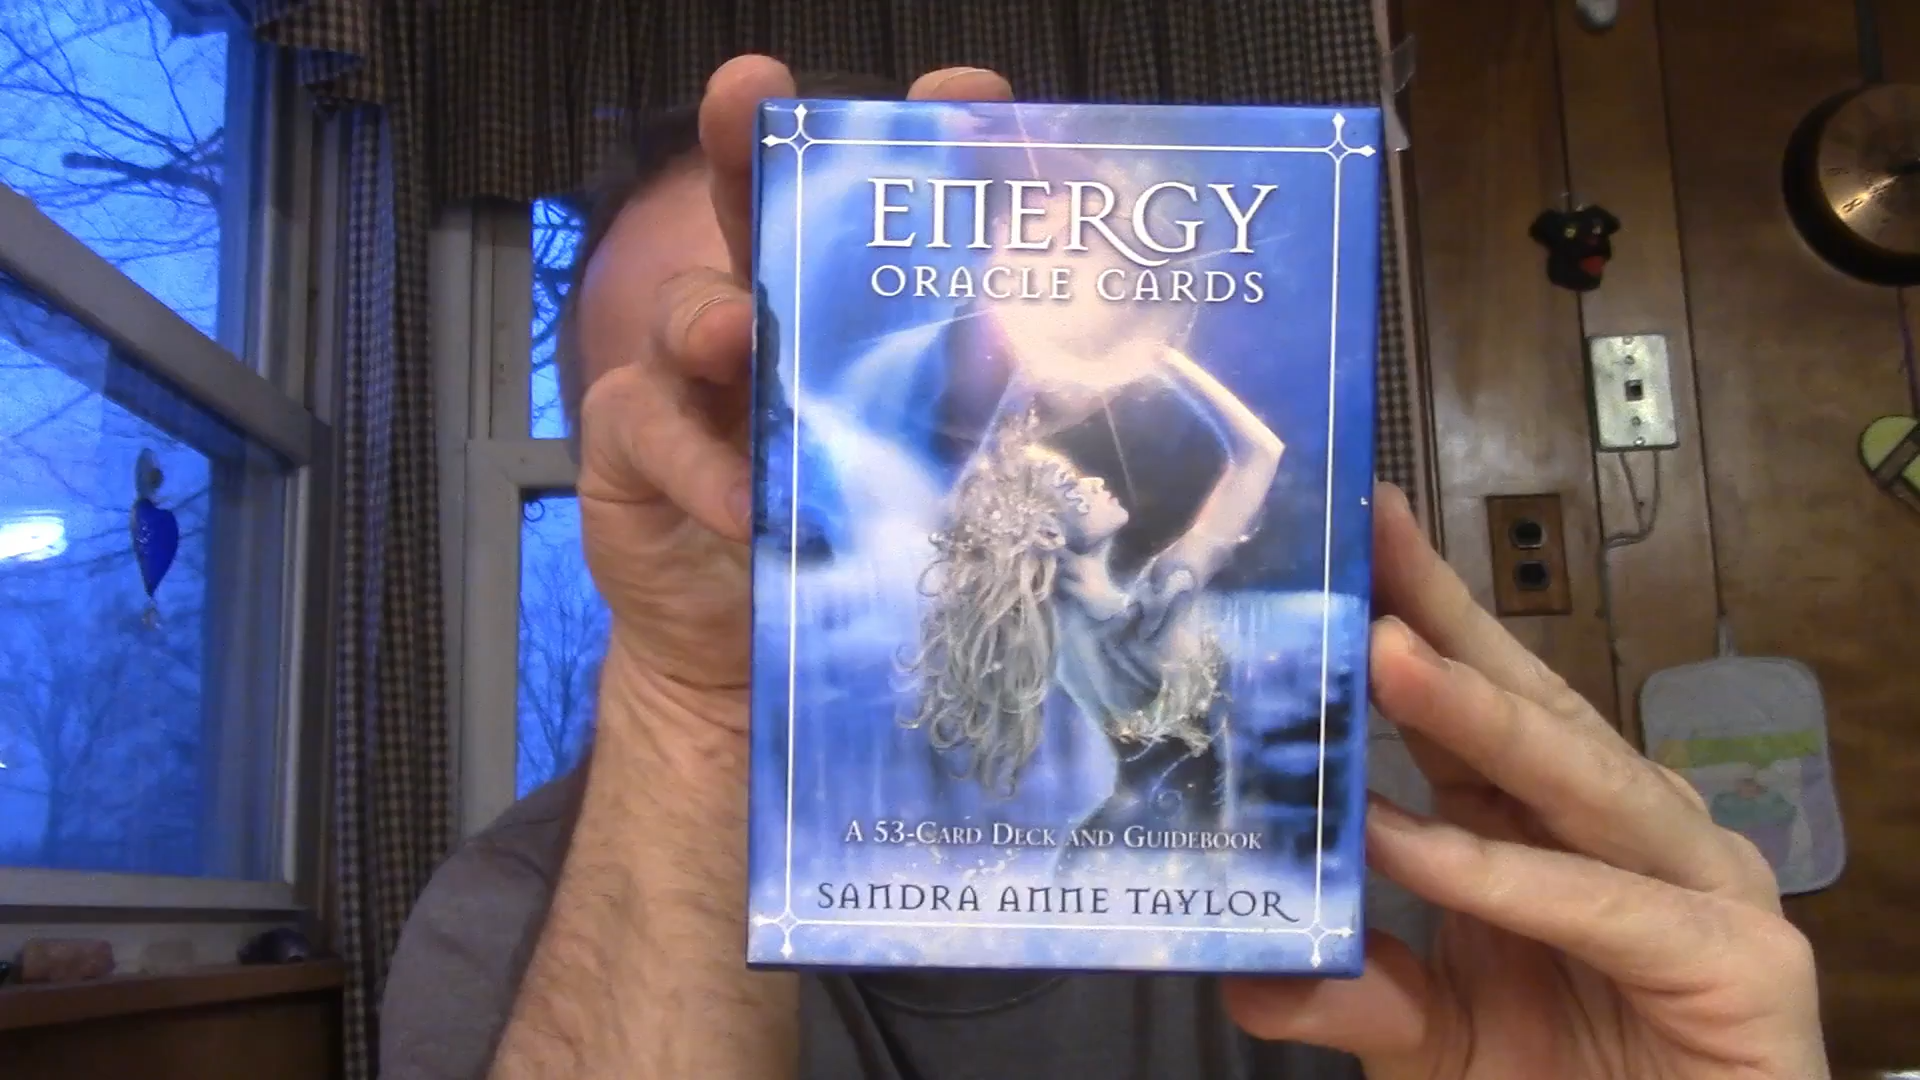 ENERGY
ORACLE CARDS
A 53-CARD DECK AND GUIDEBOOK
SANDRA ANNE TAYLOR